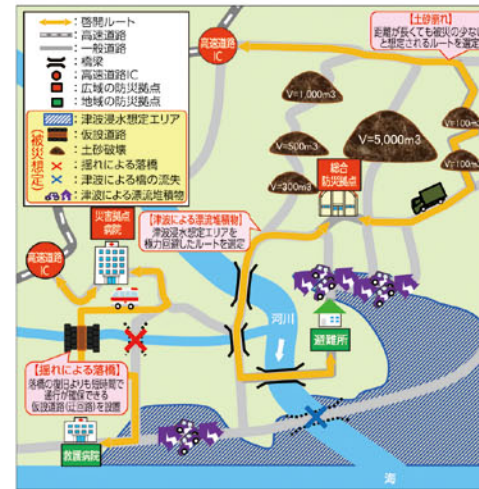 ：啓開ルート
：高速道路
：一般道路
：橋梁
：高速道路IC
：広域の防災拠点
：地域の防災拠点
【被災想定】
：津波浸水想定エリア
：仮設道路
：土砂破壊
：揺れによる落橋
：津波による橋の流失
：津波による漂流堆積物
高速道路
IC
【土砂崩れ】
距離が長くても被災の少ない
と想定されるルートを選定
V=1,000m3
V=500m3
V=5,000m3
V=300m3
V=100m3
V=100m3
総合
防災拠点
災害拠点
病院
【津波による漂流堆積物】
津波浸水想定エリアを
極力回避したルートを選定
高速道路
IC
河川
避難所
【揺れによる落橋】
落橋の復旧よりも短時間で
通行が確保できる
仮設道路(迂回路)を設置
救護病院
海